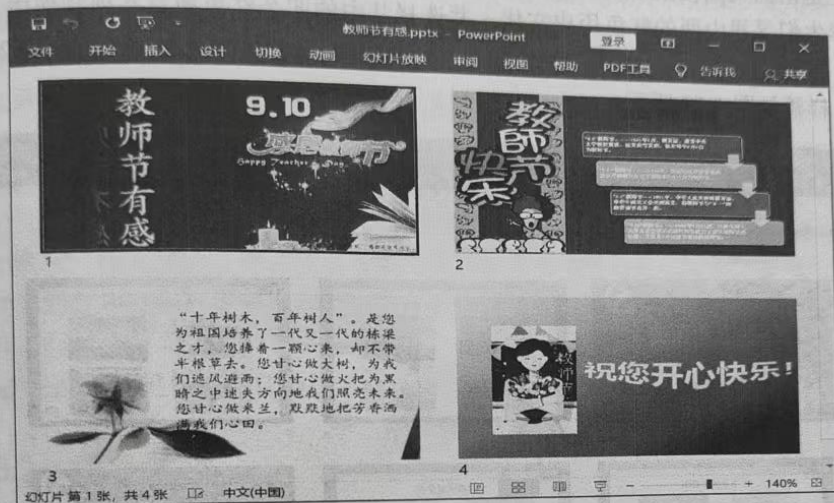 教师节有感.pptx - PowerPoint
登录
文件 开始 插入 设计 切换 动画 幻灯片放映 审阅 视图 帮助 PDF工具 告诉我 共享
教师节有感
9.10
感恩教师节
Happy Teacher's Day
1
教師节快乐
2
“十年树木，百年树人”。是您
为祖国培养了一代又一代的栋梁
之才，您捧着一颗心来，却不带
半根草去。您甘心做大树，为我
们遮风避雨；您甘心做火把为黑
暗之中迷失方向地我们照亮未来。
您甘心做米兰，默默地把芳香洒
满我们心田。
3
教师节
祝您开心快乐！
4
幻灯片 第1张，共4张 中文(中国) 140%